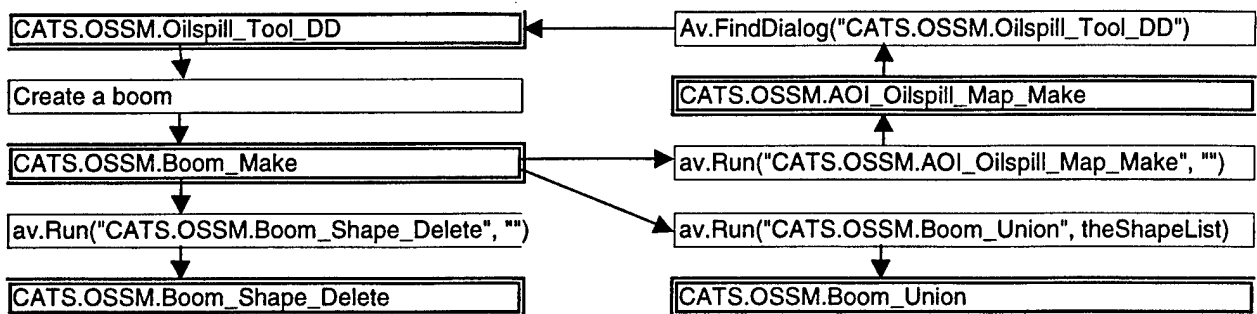 CATS.OSSM.Oilspill_Tool_DD
Av.FindDialog("CATS.OSSM.Oilspill_Tool_DD")
Create a boom
CATS.OSSM.AOI_Oilspill_Map_Make
CATS.OSSM.Boom_Make
av.Run("CATS.OSSM.AOI_Oilspill_Map_Make", "")
av.Run("CATS.OSSM.Boom_Shape_Delete", "")
av.Run("CATS.OSSM.Boom_Union", theShapeList)
CATS.OSSM.Boom_Shape_Delete
CATS.OSSM.Boom_Union